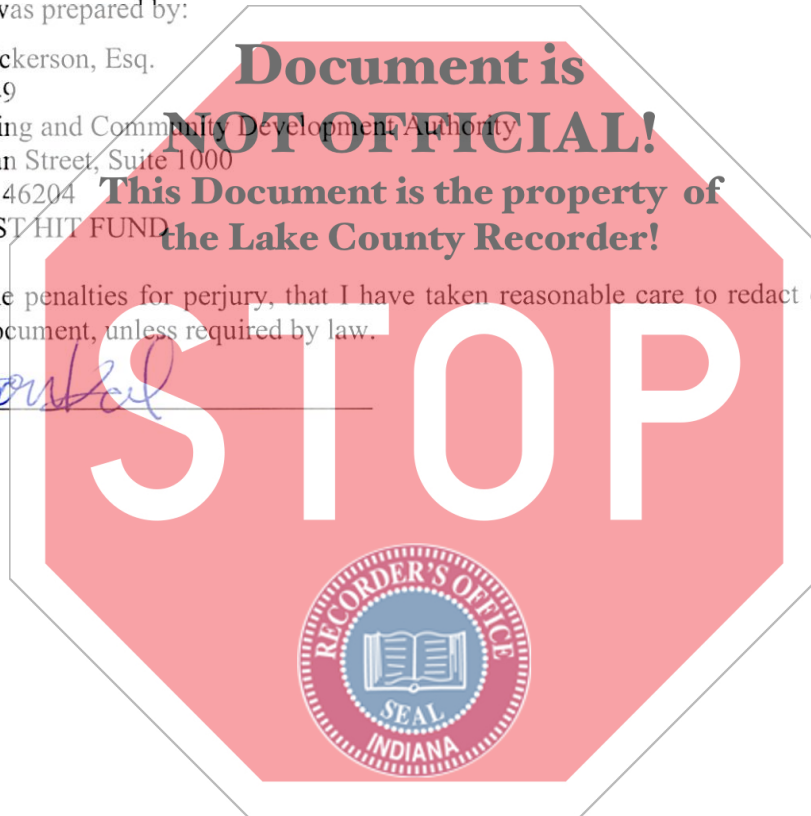 was prepared by:
ckerson, Esq.
9
ing and Community Development Authority
n Street, Suite 1000
46204
ST HIT FUND
Document is
NOT OFFICIAL!
This Document is the property of
the Lake County Recorder!
e penalties for perjury, that I have taken reasonable care to redact
ocument, unless required by law.
STOP
RECORDER'S OFFICE
SEAL
INDIANA